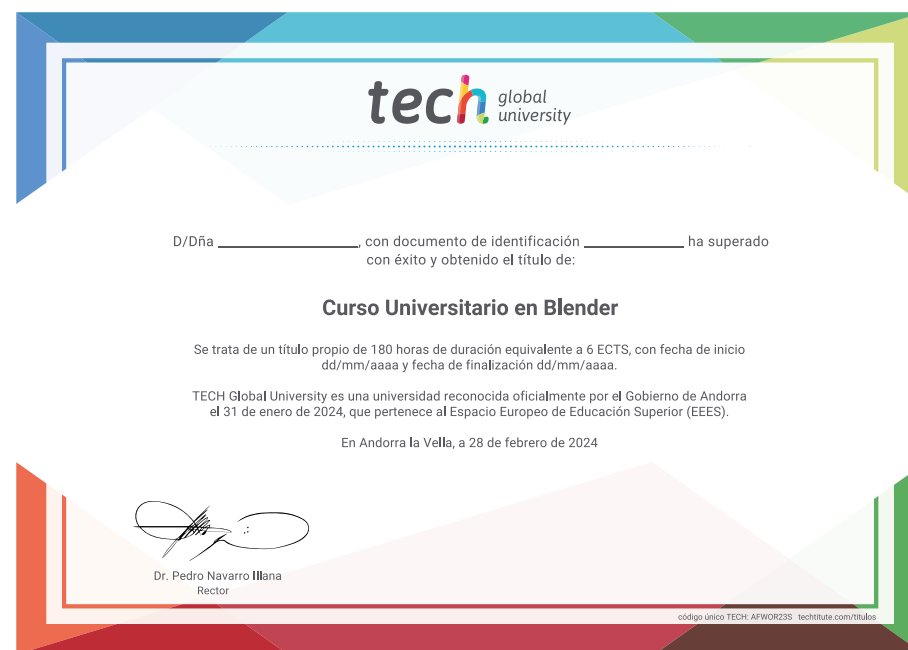 tech global university
D/Dña ____________________, con documento de identificación ______________ ha superado
con éxito y obtenido el título de:
Curso Universitario en Blender
Se trata de un título propio de 180 horas de duración equivalente a 6 ECTS, con fecha de inicio
dd/mm/aaaa y fecha de finalización dd/mm/aaaa.
TECH Global University es una universidad reconocida oficialmente por el Gobierno de Andorra
el 31 de enero de 2024, que pertenece al Espacio Europeo de Educación Superior (EEES).
En Andorra la Vella, a 28 de febrero de 2024
Dr. Pedro Navarro Illana
Rector
código único TECH: AFWOR23S techtitute.com/titulos